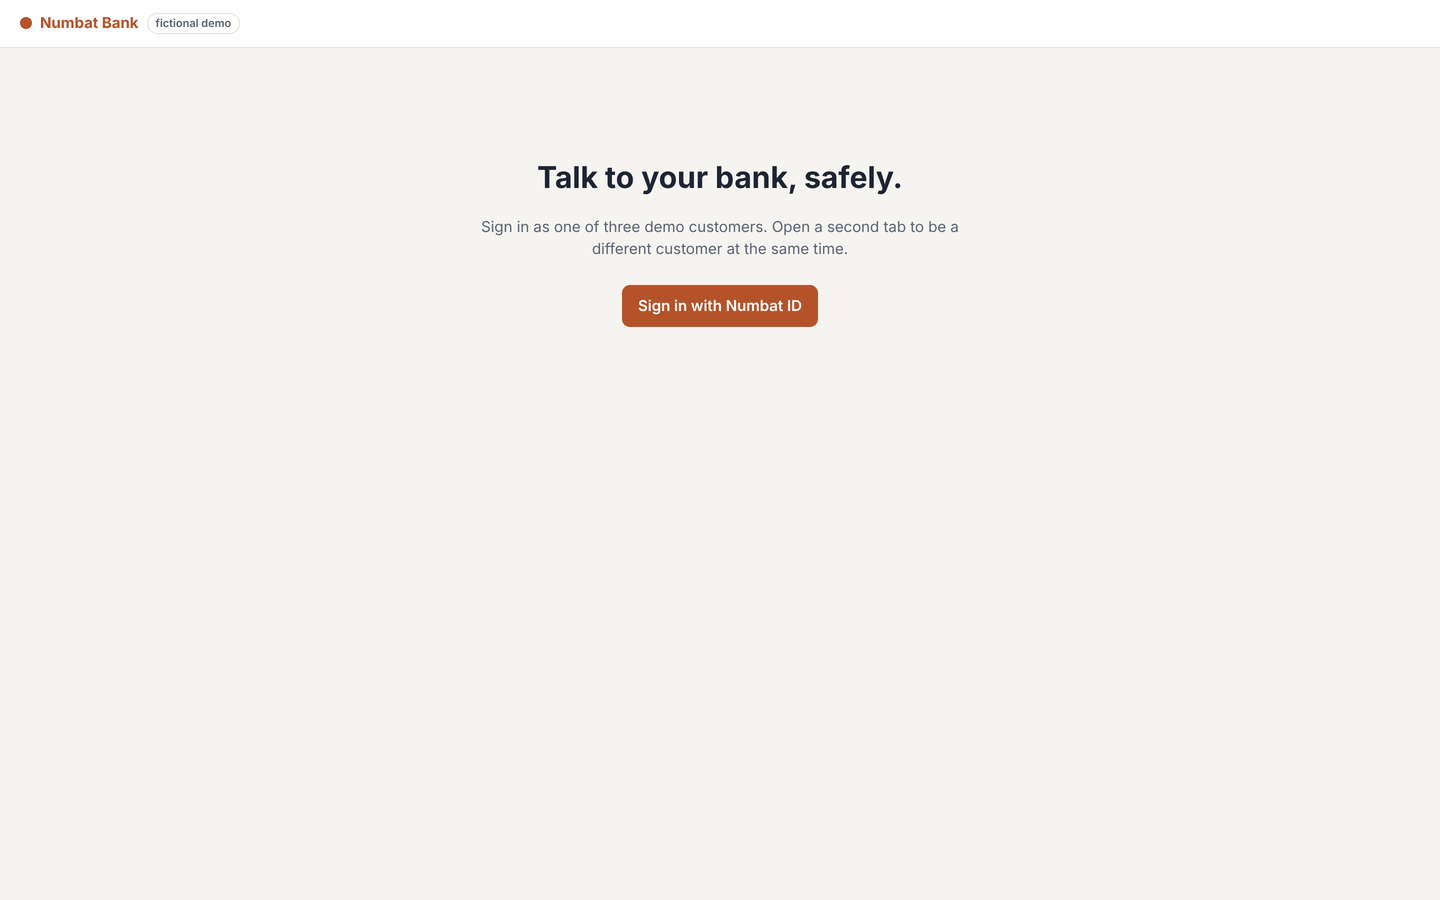 Numbat Bank
fictional demo
Talk to your bank, safely.
Sign in as one of three demo customers. Open a second tab to be a
different customer at the same time.
Sign in with Numbat ID